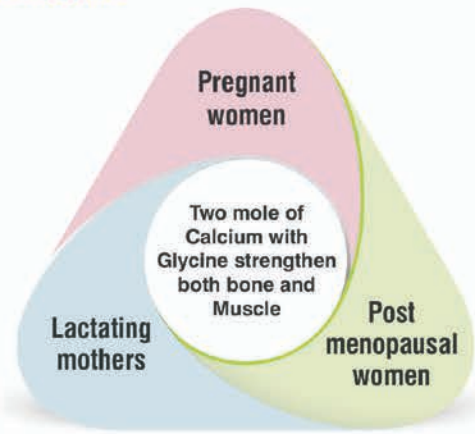 Pregnant
women
Two mole of
Calcium with
Glycine strengthen
both bone and
Muscle
Lactating
mothers
Post
menopausal
women